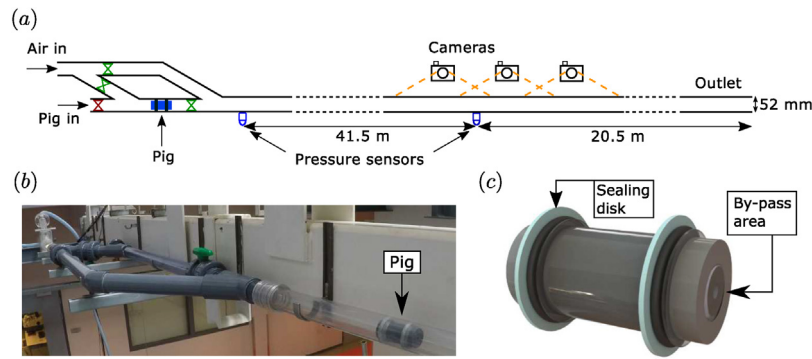 (a)
Cameras
Air in
Outlet
52 mm
Pig in
Pig
41.5 m
20.5 m
Pressure sensors
(b)
Pig
(c)
Sealing
disk
By-pass
area